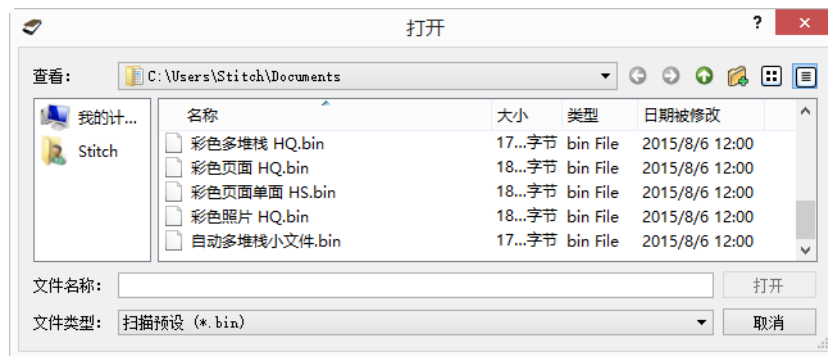 打开
?
查看: C:\Users\Stitch\Documents
我的计...
Stitch
名称 大小 类型 日期被修改
彩色多堆栈 HQ.bin 17...字节 bin File 2015/8/6 12:00
彩色页面 HQ.bin 18...字节 bin File 2015/8/6 12:00
彩色页面单面 HS.bin 18...字节 bin File 2015/8/6 12:00
彩色照片 HQ.bin 18...字节 bin File 2015/8/6 12:00
自动多堆栈小文件.bin 17...字节 bin File 2015/8/6 12:00
文件名称: 打开
文件类型: 扫描预设 (*.bin) 取消